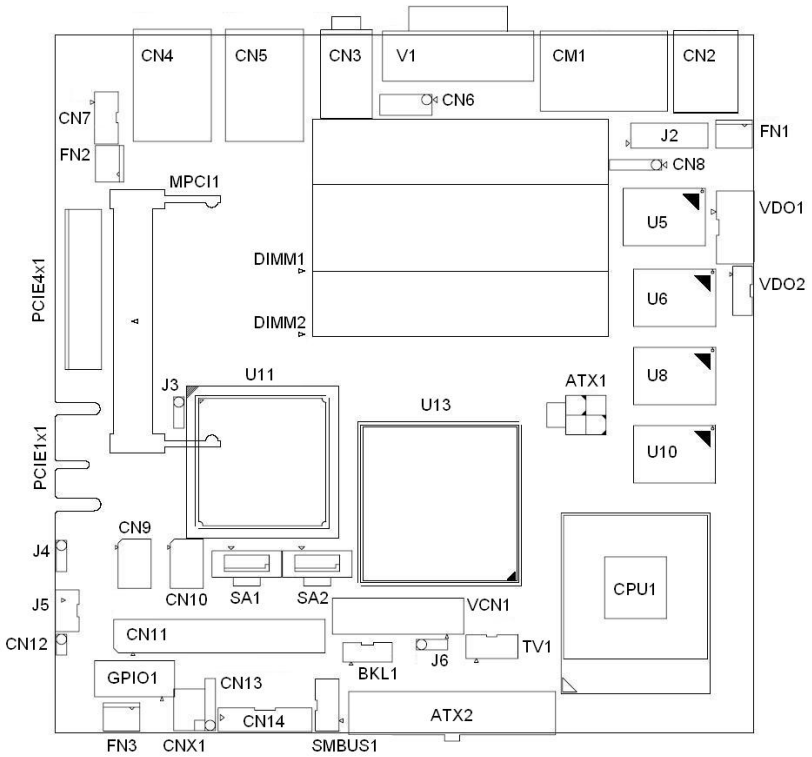 CN4
CN5
CN3
V1
CM1
CN2
CN6
CN7
J2
FN1
FN2
CN8
MPCI1
VDO1
U5
DIMM1
VDO2
U6
PCIE4x1
DIMM2
U8
J3
U11
ATX1
U13
U10
PCIE1x1
CN9
J4
CPU1
J5
CN10
SA1
SA2
VCN1
CN11
CN12
J6
TV1
BKL1
GPIO1
CN13
CN14
ATX2
FN3
CNX1
SMBUS1